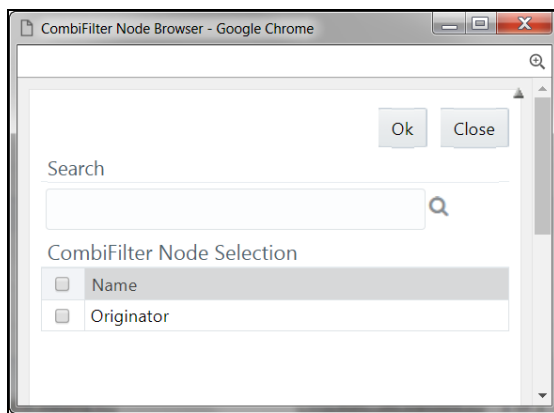 CombiFilter Node Browser - Google Chrome
Ok Close
Search
CombiFilter Node Selection
Name
Originator